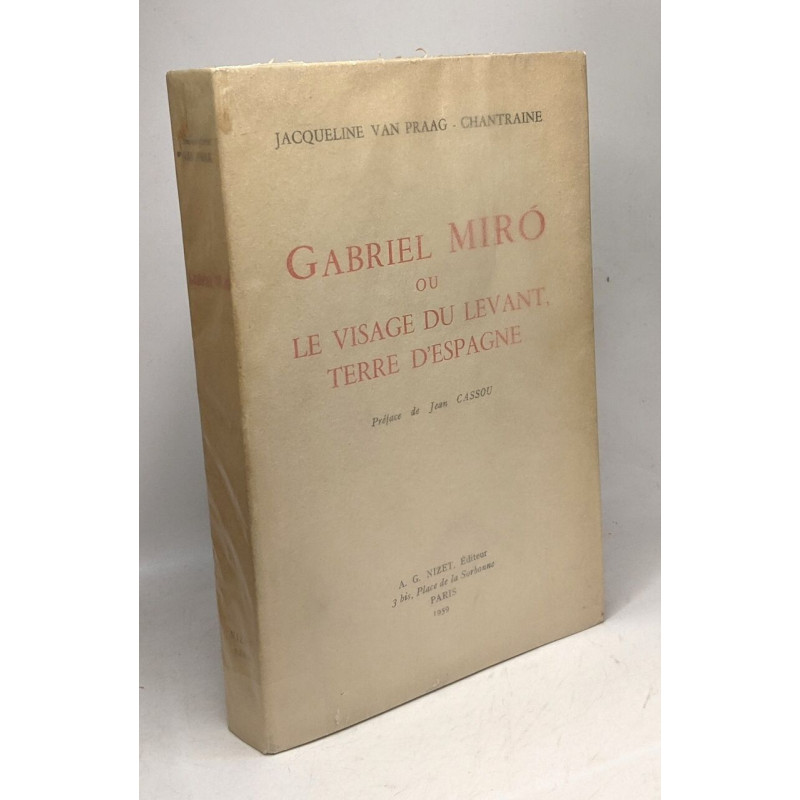 JACQUELINE VAN PRAAG - CHANTRAINE
GABRIEL MIRÓ
OU
LE VISAGE DU LEVANT,
TERRE D'ESPAGNE
Préface de Jean CASSOU
A. G. NIZET, Éditeur
3 bis, Place de la Sorbonne
PARIS
1959